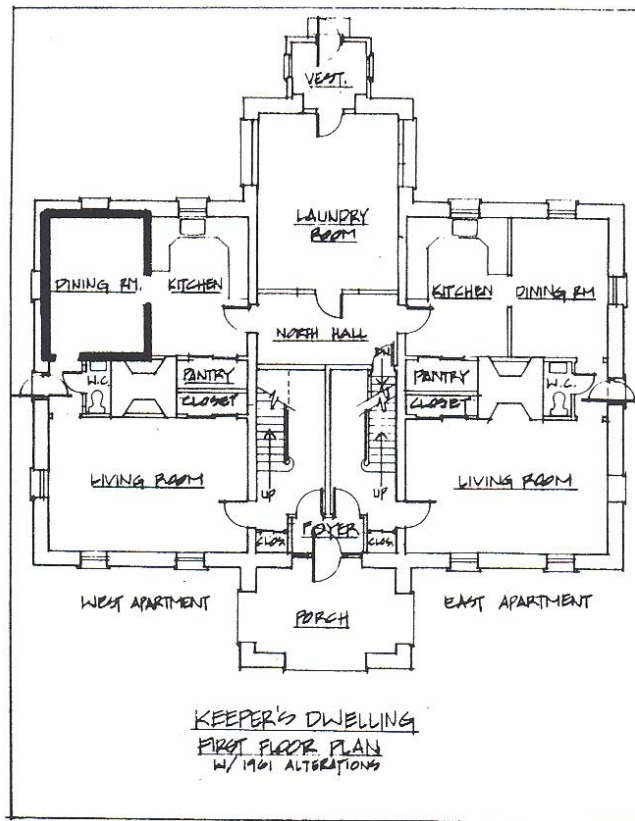 VEST.
LAUNDRY
ROOM
DINING RM.
KITCHEN
KITCHEN
DINING RM
NORTH HALL
DN
W.C.
PANTRY
PANTRY
W.C.
CLOSET
CLOSET
LIVING ROOM
LIVING ROOM
UP
UP
FOYER
CLOS.
CLOS
WEST APARTMENT
EAST APARTMENT
PORCH
KEEPER'S DWELLING
FIRST FLOOR PLAN
W/ 1961 ALTERATIONS